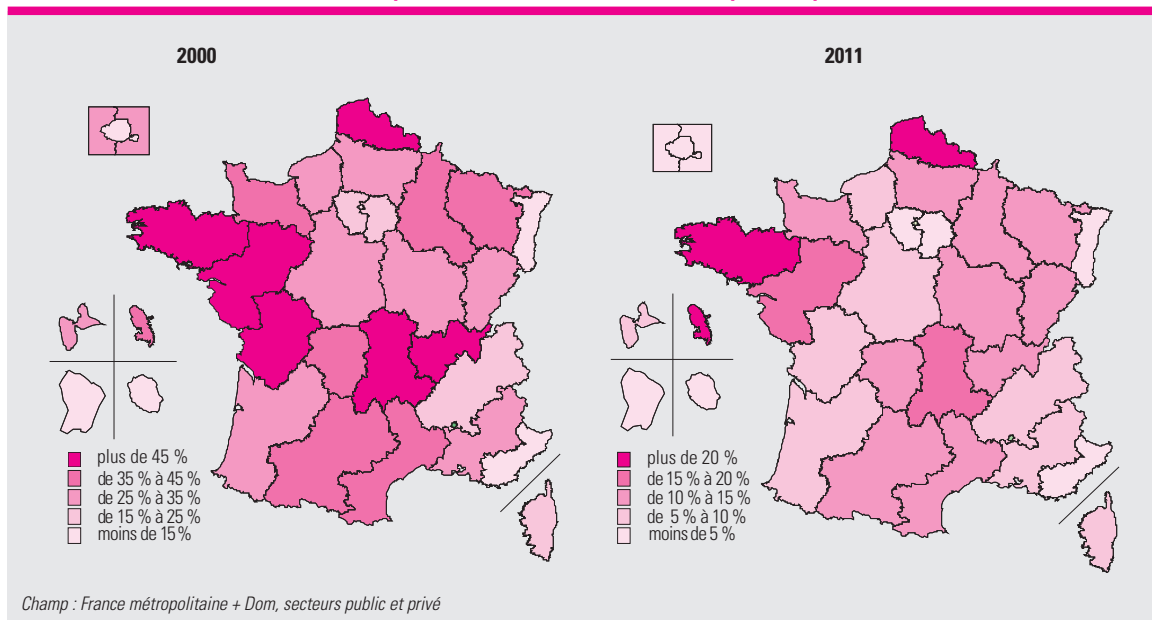 2000
2011
plus de 45 %
de 35 % à 45 %
de 25 % à 35 %
de 15 % à 25 %
moins de 15 %
plus de 20 %
de 15 % à 20 %
de 10 % à 15 %
de 5 % à 10 %
moins de 5 %
Champ : France métropolitaine + Dom, secteurs public et privé